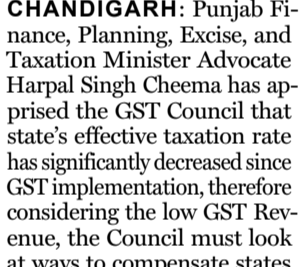 CHANDIGARH: Punjab Fi-
nance, Planning, Excise, and
Taxation Minister Advocate
Harpal Singh Cheema has ap-
prised the GST Council that
state's effective taxation rate
has significantly decreased since
GST implementation, therefore
considering the low GST Rev-
enue, the Council must look
at ways to compensate states